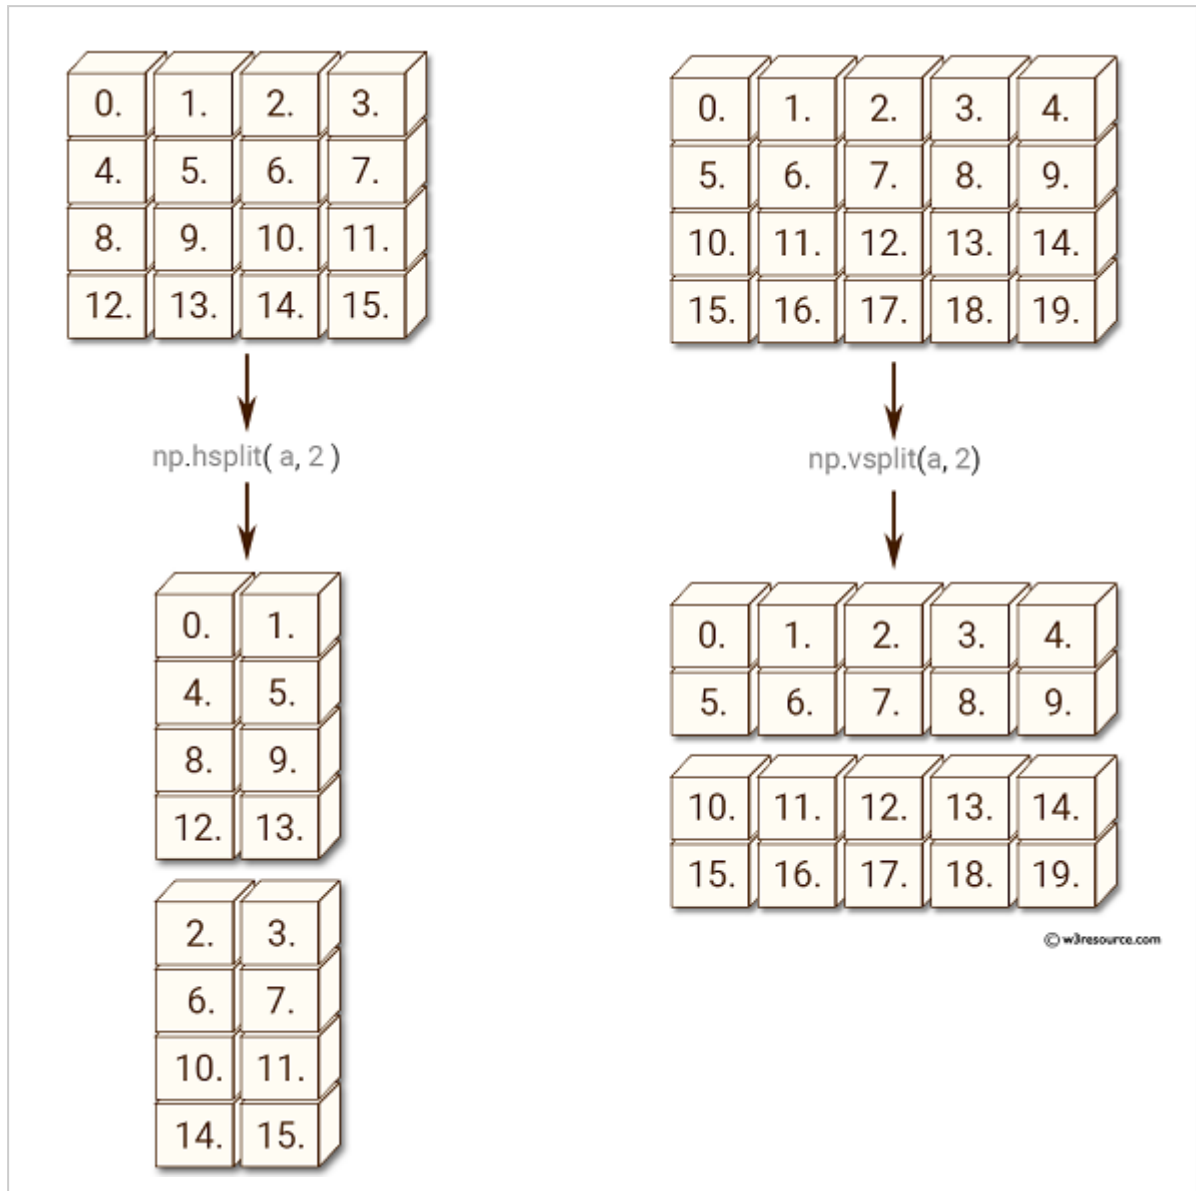 0. 1. 2. 3.
4. 5. 6. 7.
8. 9. 10. 11.
12. 13. 14. 15.
np.hsplit( a, 2 )
0. 1.
4. 5.
8. 9.
12. 13.
2. 3.
6. 7.
10. 11.
14. 15.
0. 1. 2. 3. 4.
5. 6. 7. 8. 9.
10. 11. 12. 13. 14.
15. 16. 17. 18. 19.
np.vsplit(a, 2)
0. 1. 2. 3. 4.
5. 6. 7. 8. 9.
10. 11. 12. 13. 14.
15. 16. 17. 18. 19.
© w3resource.com